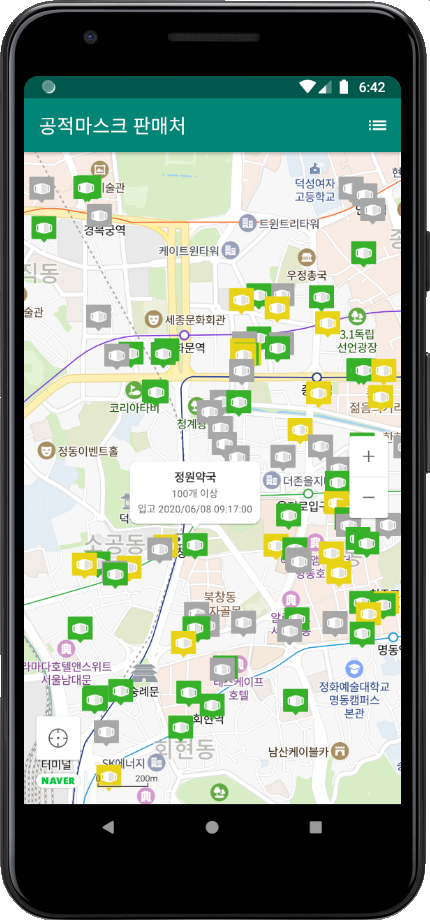 6:42
공적마스크 판매처
술관
덕성여자
고등학교
트윈트리타워
경복궁역
케이트윈타워
우정총국
직동
술관
세종문화회관
3.1독립
선언광장
화문역
종
코리아타바
젊음의거리
청계광
한
정동이벤트홀
정원약국
100개 이상
입고 2020/06/08 09:17:00
+
더존을지
−
덕
을지로입구
소공동
북창동
자골목
명동호
알
라마다호텔앤스위트
서울남대문
명동
숭례문
호텔
정화예술대학교
명동캠퍼스
본관
회현역
회현동
남산케이블카
터미널
SK에너지
NAVER
200m